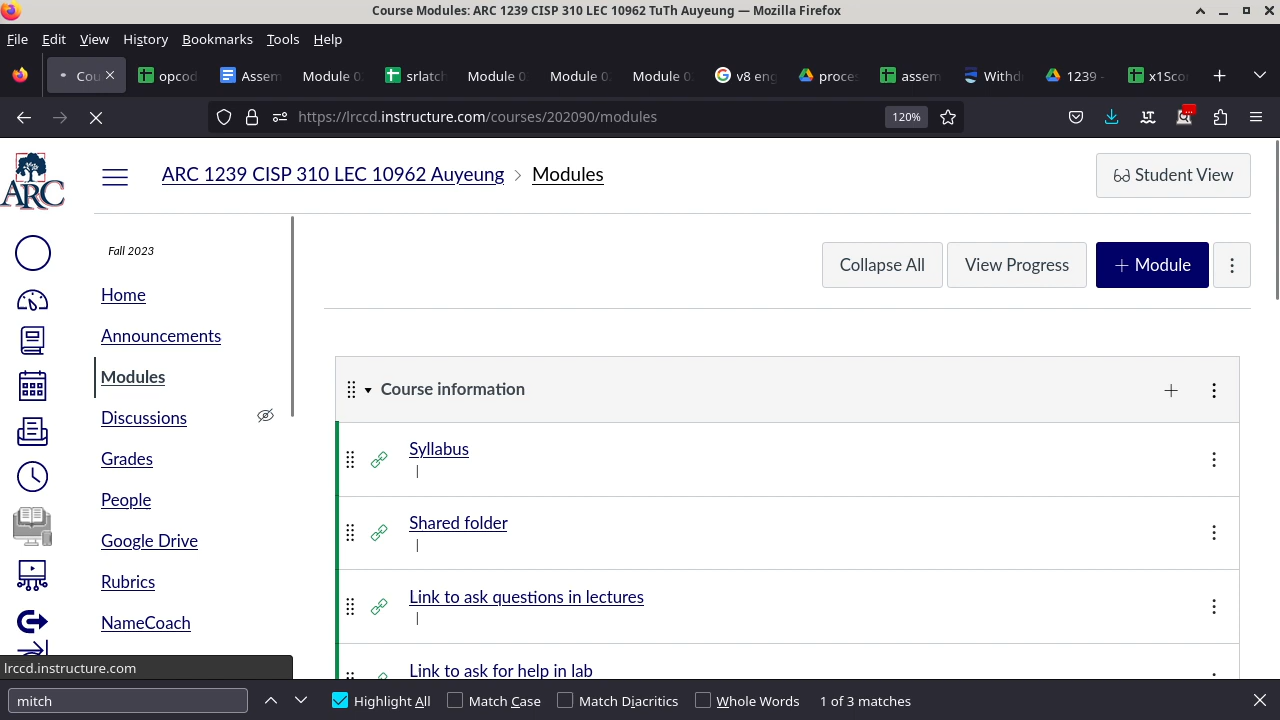 Course Modules: ARC 1239 CISP 310 LEC 10962 TuTh Auyeung — Mozilla Firefox
File Edit View History Bookmarks Tools Help
Cou opcod Assem Module 0 srlatch Module 0 Module 0 Module 0 v8 eng proces assem Withd 1239 - x1Sco
https://lrccd.instructure.com/courses/202090/modules 120%
ARC
ARC 1239 CISP 310 LEC 10962 Auyeung > Modules
Student View
Fall 2023
Collapse All View Progress + Module
Home
Announcements
Modules
Discussions
Grades
People
Google Drive
Rubrics
NameCoach
Course information
Syllabus
|
Shared folder
|
Link to ask questions in lectures
|
Link to ask for help in lab
lrccd.instructure.com
mitch Highlight All Match Case Match Diacritics Whole Words 1 of 3 matches